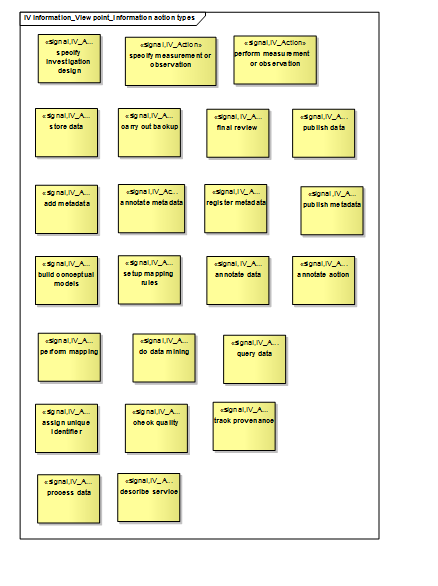 IV Information_View point_Information action types
«signal,IV_A...
specify
investigation
design
«signal,IV_Action»
specify measurement or
observation
«signal,IV_Action»
perform measurement
or observation
«signal,IV_A...
store data
«signal,IV_A...
carry out backup
«signal,IV_A...
final review
«signal,IV_A...
publish data
«signal,IV_A...
add metadata
«signal,IV_Ac...
annotate metadata
«signal,IV_A...
register metadata
«signal,IV_A...
publish metadata
«signal,IV_A...
build conceptual
models
«signal,IV_A...
setup mapping
rules
«signal,IV_A...
annotate data
«signal,IV_A...
annotate action
«signal,IV_A...
perform mapping
«signal,IV_A...
do data mining
«signal,IV_A...
query data
«signal,IV_A...
assign unique
identifier
«signal,IV_A...
check quality
«signal,IV_A...
track provenance
«signal,IV_A...
process data
«signal,IV_A...
describe service